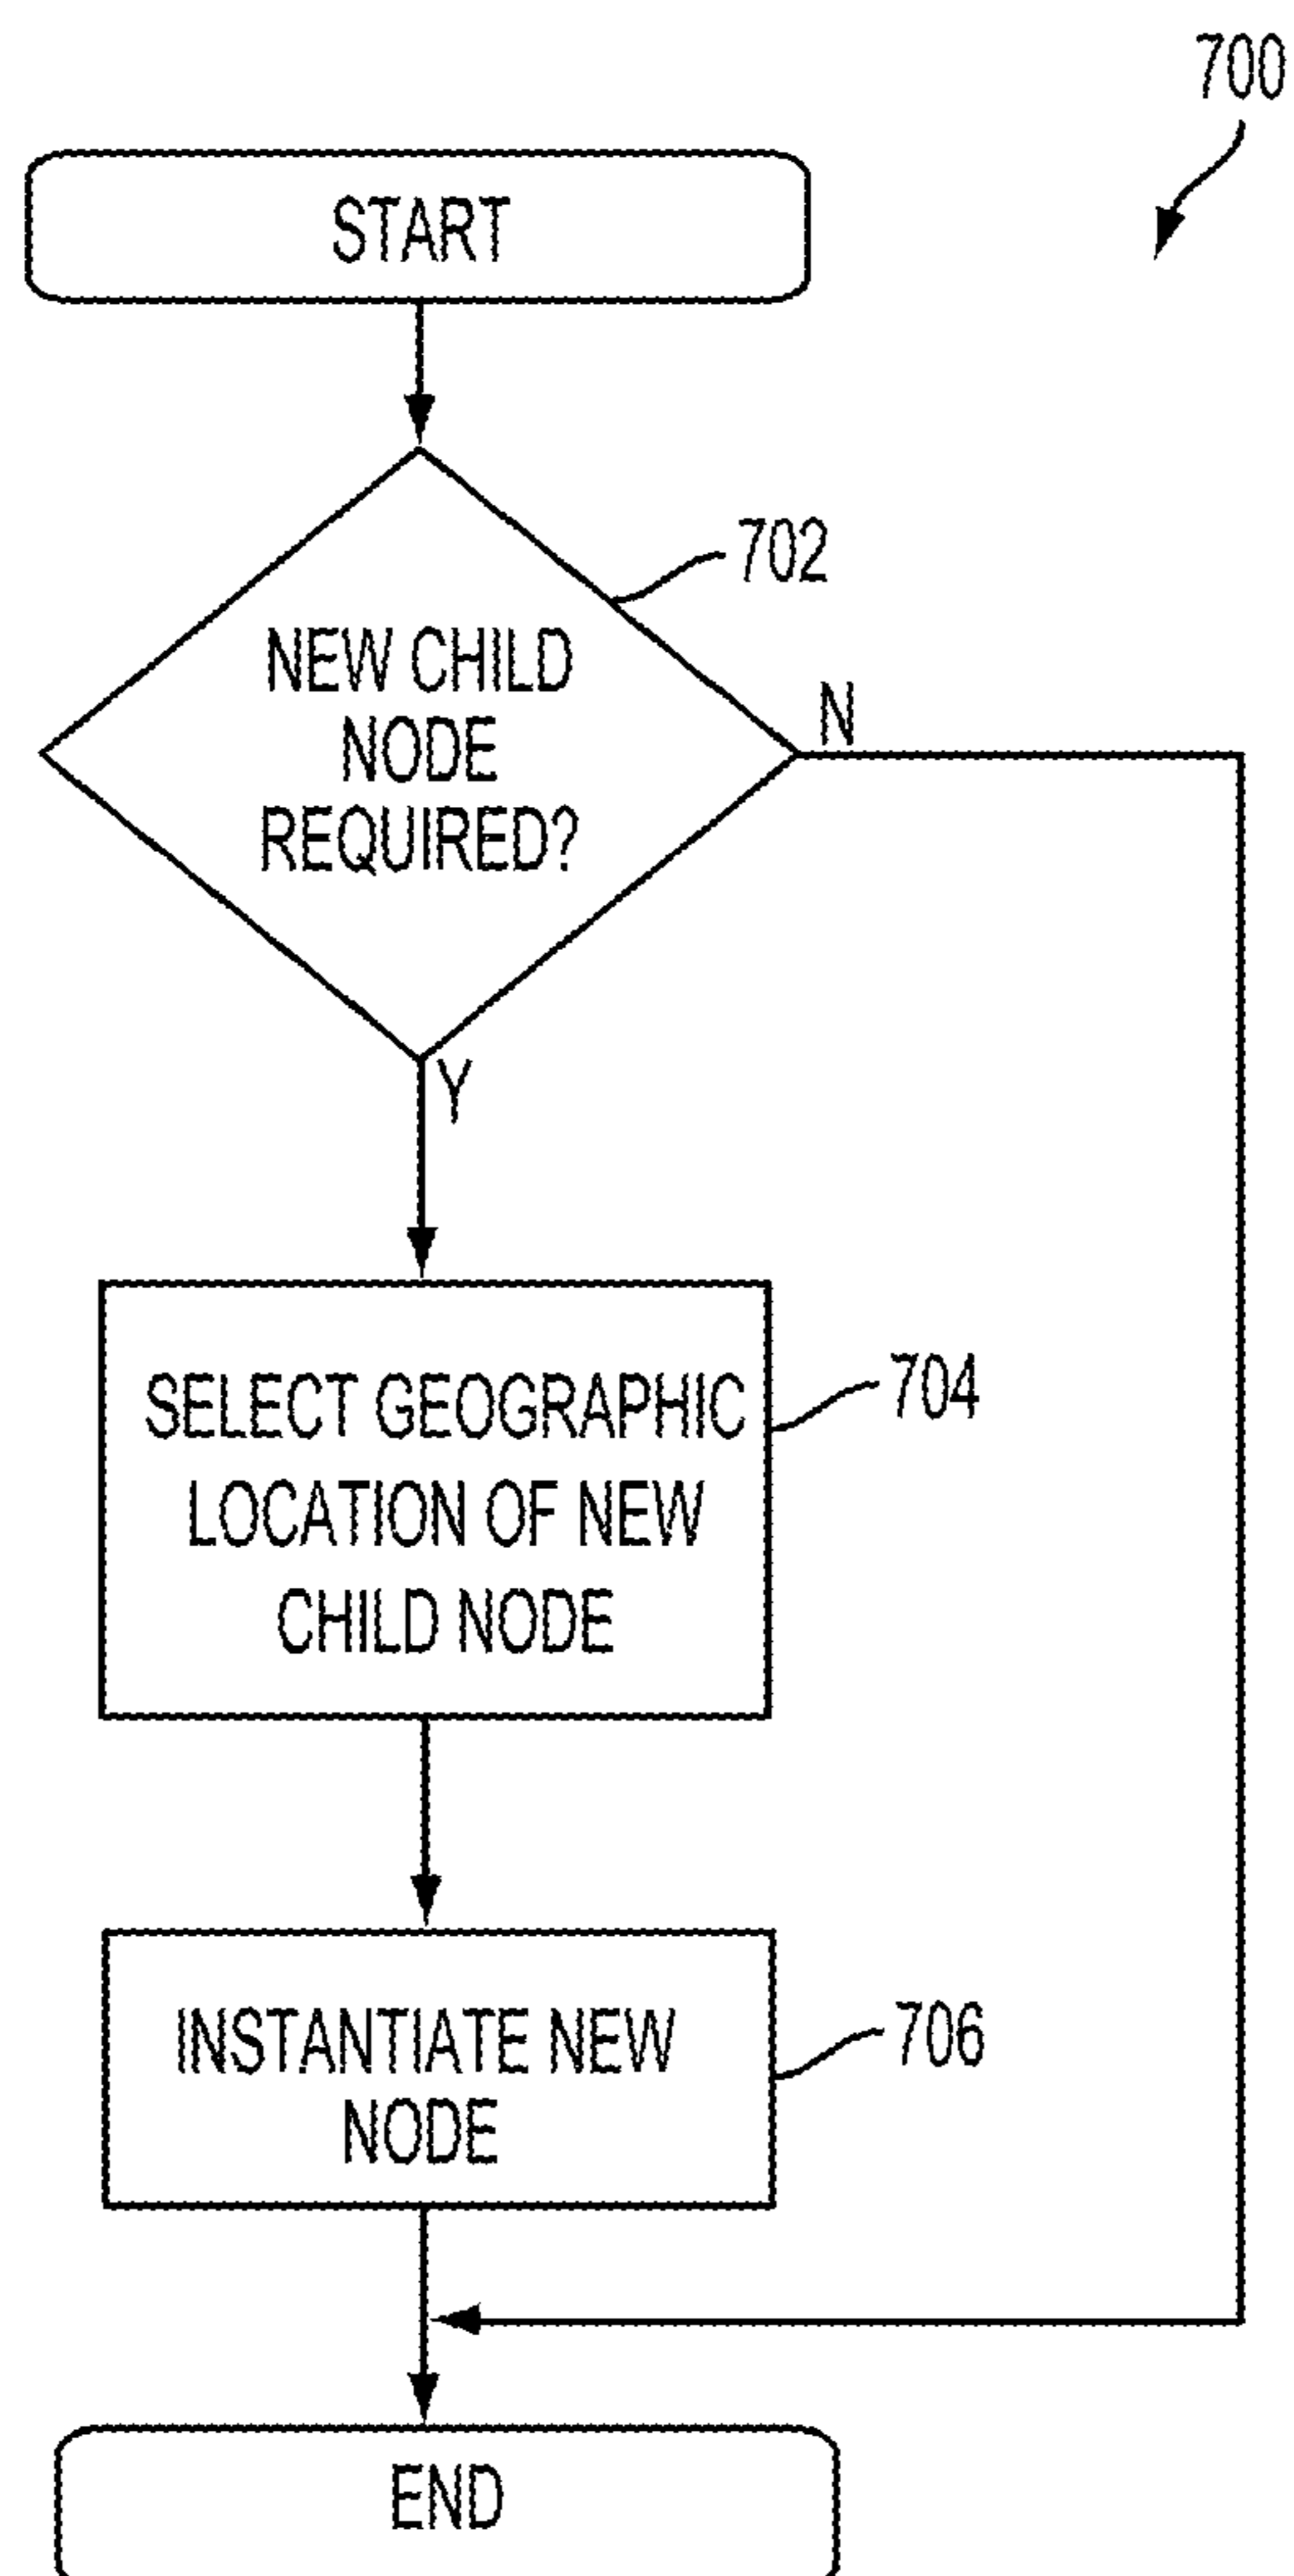 700
START
702
NEW CHILD
NODE
REQUIRED?
N
Y
SELECT GEOGRAPHIC
LOCATION OF NEW
CHILD NODE
704
INSTANTIATE NEW
NODE
706
END